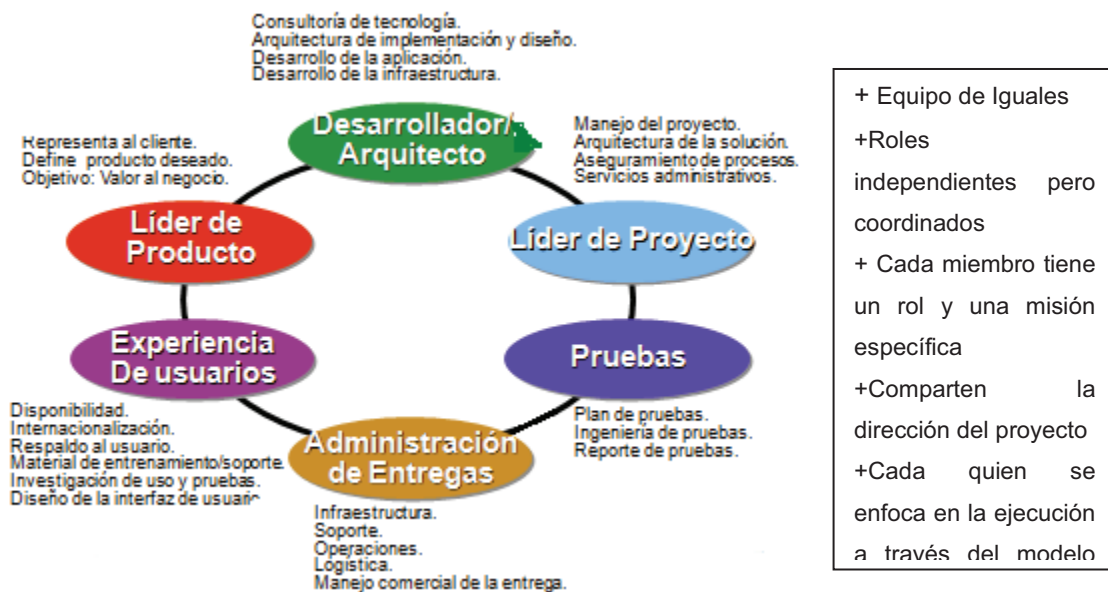 Consultoría de tecnología.
Arquitectura de implementación y diseño.
Desarrollo de la aplicación.
Desarrollo de la infraestructura.
Desarrollador/
Arquitecto
Representa al cliente.
Define producto deseado.
Objetivo: Valor al negocio.
Manejo del proyecto.
Arquitectura de la solución.
Aseguramiento de procesos.
Servicios administrativos.
Líder de
Producto
Líder de Proyecto
Experiencia
De usuarios
Pruebas
Disponibilidad.
Internacionalización.
Respaldo al usuario.
Material de entrenamiento/soporte.
Investigación de uso y pruebas.
Diseño de la interfaz de usuario
Plan de pruebas.
Ingeniería de pruebas.
Reporte de pruebas.
Administración
de Entregas
Infraestructura.
Soporte.
Operaciones.
Logística.
Manejo comercial de la entrega.
+ Equipo de Iguales
+Roles
independientes pero
coordinados
+ Cada miembro tiene
un rol y una misión
específica
+Comparten la
dirección del proyecto
+Cada quien se
enfoca en la ejecución
a través del modelo